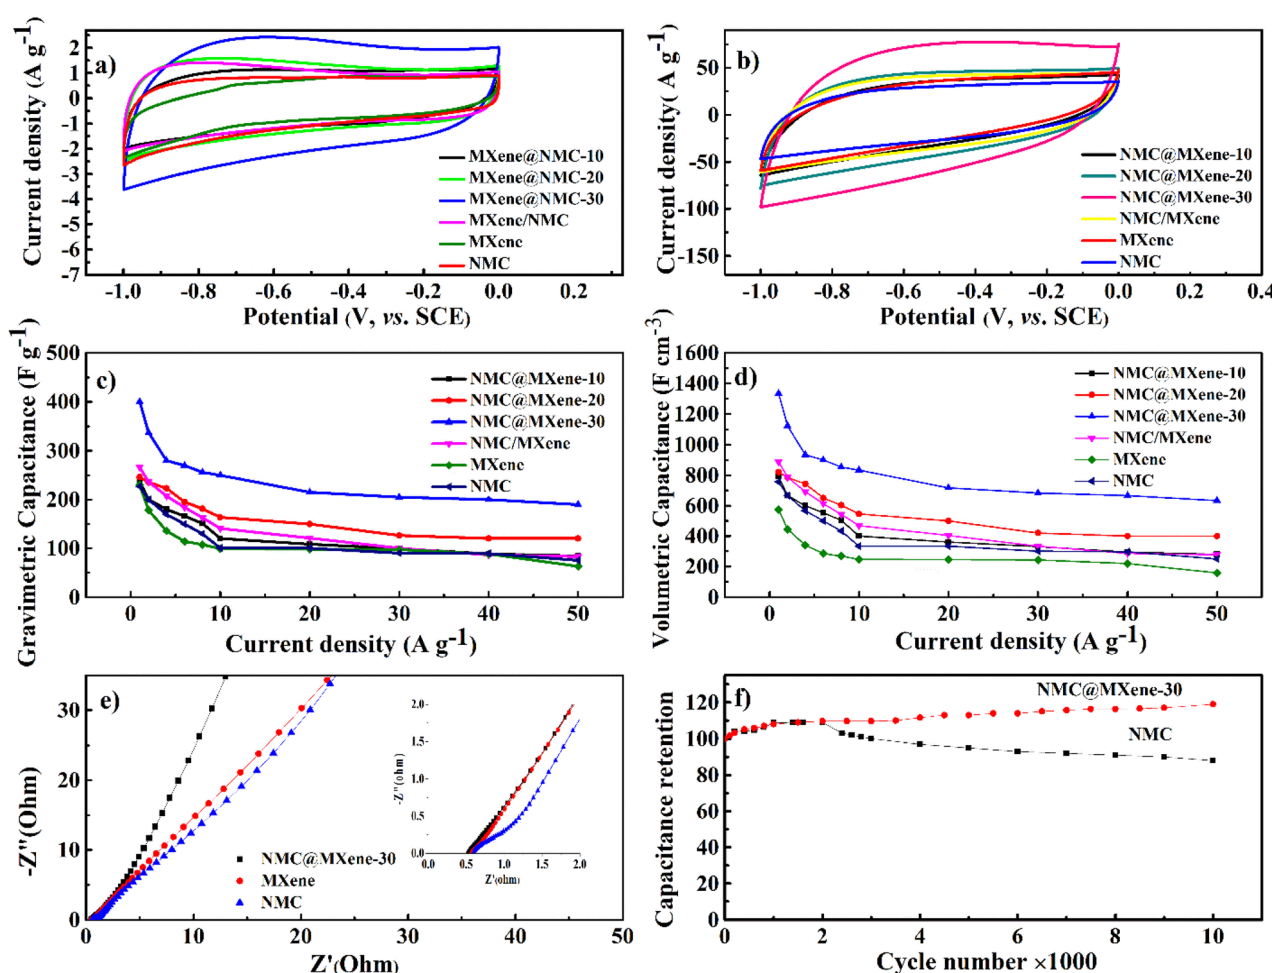 a)
Current density (A g-1)
2
1
0
-1
-2
-3
-4
-5
-6
-7
MXene@NMC-10
MXene@NMC-20
MXene@NMC-30
MXene/NMC
MXene
NMC
-1.0 -0.8 -0.6 -0.4 -0.2 0.0 0.2
Potential (V, vs. SCE)
b)
Current density( A g-1)
50
0
-50
-100
-150
NMC@MXene-10
NMC@MXene-20
NMC@MXene-30
NMC/MXene
MXene
NMC
-1.0 -0.8 -0.6 -0.4 -0.2 0.0 0.2 0.4
Potential (V, vs. SCE)
c)
Gravimetric Capacitance (F g-1)
500
400
300
200
100
0
NMC@MXene-10
NMC@MXene-20
NMC@MXene-30
NMC/MXene
MXene
NMC
0 10 20 30 40 50
Current density (A g-1)
d)
Volumetric Capacitance (F cm-3)
1600
1400
1200
1000
800
600
400
200
0
NMC@MXene-10
NMC@MXene-20
NMC@MXene-30
NMC/MXene
MXene
NMC
0 10 20 30 40 50
Current density (A g-1)
e)
-Z"(Ohm)
30
20
10
0
NMC@MXene-30
MXene
NMC
0 10 20 30 40 50
Z'(Ohm)
-Z"(ohm)
2.0
1.5
1.0
0.5
0.0
0.0 0.5 1.0 1.5 2.0
Z'(ohm)
f)
Capacitance retention
120
100
80
60
40
20
0
NMC@MXene-30
NMC
0 2 4 6 8 10
Cycle number ×1000